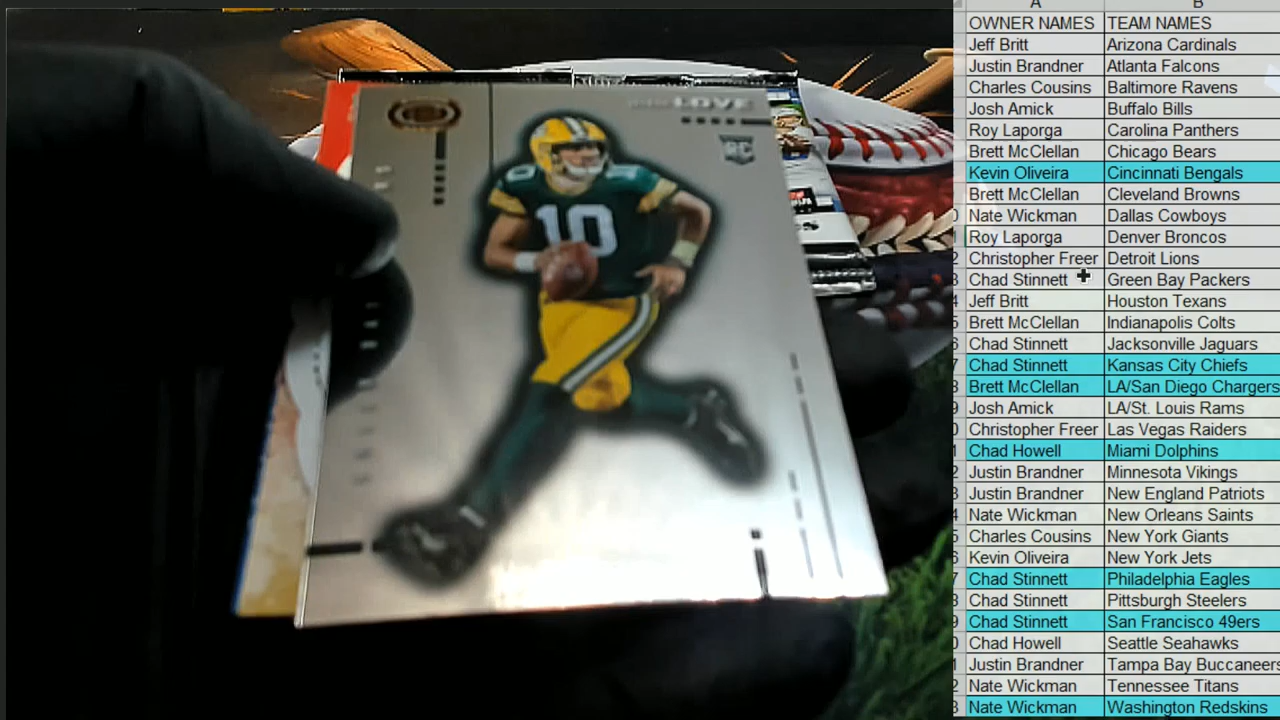 LOVE
RC
10
10
A B
OWNER NAMES TEAM NAMES
Jeff Britt Arizona Cardinals
Justin Brandner Atlanta Falcons
Charles Cousins Baltimore Ravens
Josh Amick Buffalo Bills
Roy Laporga Carolina Panthers
Brett McClellan Chicago Bears
Kevin Oliveira Cincinnati Bengals
Brett McClellan Cleveland Browns
Nate Wickman Dallas Cowboys
Roy Laporga Denver Broncos
Christopher Freer Detroit Lions
Chad Stinnett Green Bay Packers
Jeff Britt Houston Texans
Brett McClellan Indianapolis Colts
Chad Stinnett Jacksonville Jaguars
Chad Stinnett Kansas City Chiefs
Brett McClellan LA/San Diego Chargers
Josh Amick LA/St. Louis Rams
Christopher Freer Las Vegas Raiders
Chad Howell Miami Dolphins
Justin Brandner Minnesota Vikings
Justin Brandner New England Patriots
Nate Wickman New Orleans Saints
Charles Cousins New York Giants
Kevin Oliveira New York Jets
Chad Stinnett Philadelphia Eagles
Chad Stinnett Pittsburgh Steelers
Chad Stinnett San Francisco 49ers
Chad Howell Seattle Seahawks
Justin Brandner Tampa Bay Buccaneers
Nate Wickman Tennessee Titans
Nate Wickman Washington Redskins